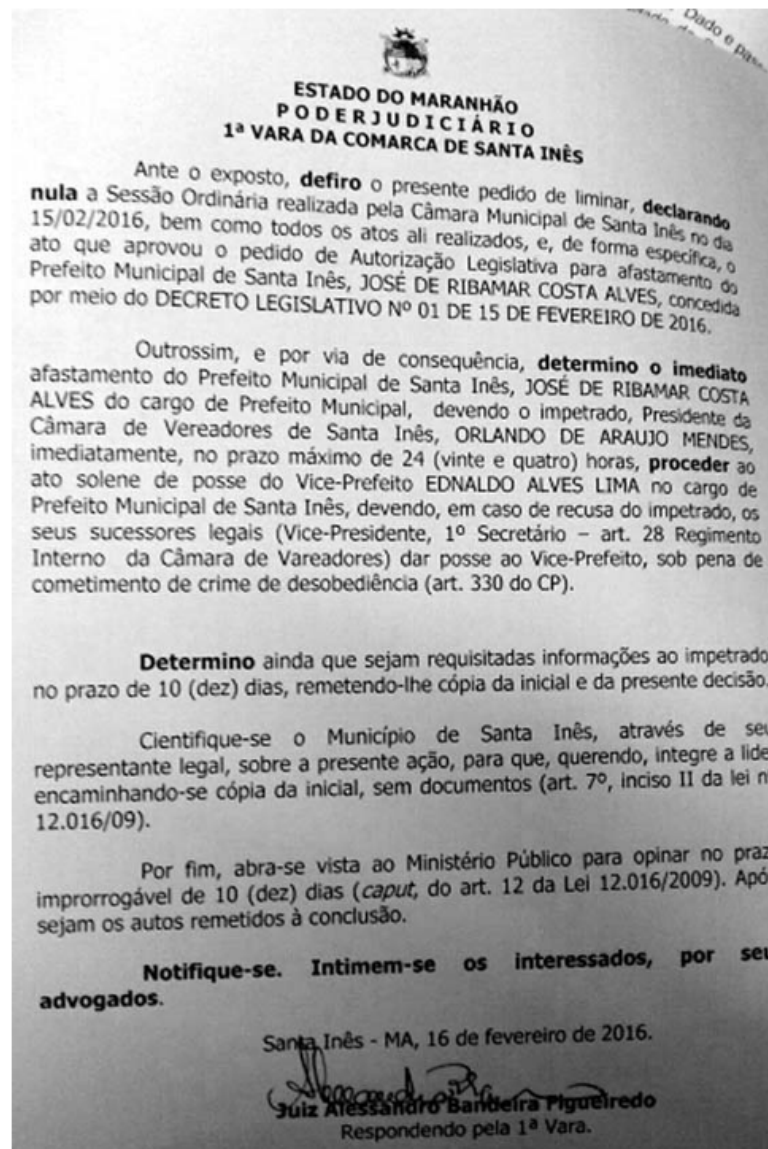 Dado e
ESTADO DO MARANHÃO
P O D E R J U D I C I Á R I O
1ª VARA DA COMARCA DE SANTA INÊS
Ante o exposto, defiro o presente pedido de liminar, declarando
nula a Sessão Ordinária realizada pela Câmara Municipal de Santa Inês no dia
15/02/2016, bem como todos os atos ali realizados, e, de forma específica, o
ato que aprovou o pedido de Autorização Legislativa para afastamento do
Prefeito Municipal de Santa Inês, JOSÉ DE RIBAMAR COSTA ALVES, concedida
por meio do DECRETO LEGISLATIVO Nº 01 DE 15 DE FEVEREIRO DE 2016.
Outrossim, e por via de consequência, determino o imediato
afastamento do Prefeito Municipal de Santa Inês, JOSÉ DE RIBAMAR COSTA
ALVES do cargo de Prefeito Municipal, devendo o impetrado, Presidente da
Câmara de Vereadores de Santa Inês, ORLANDO DE ARAUJO MENDES,
imediatamente, no prazo máximo de 24 (vinte e quatro) horas, proceder ao
ato solene de posse do Vice-Prefeito EDNALDO ALVES LIMA no cargo de
Prefeito Municipal de Santa Inês, devendo, em caso de recusa do impetrado, os
seus sucessores legais (Vice-Presidente, 1º Secretário – art. 28 Regimento
Interno da Câmara de Vareadores) dar posse ao Vice-Prefeito, sob pena de
cometimento de crime de desobediência (art. 330 do CP).
Determino ainda que sejam requisitadas informações ao impetrado
no prazo de 10 (dez) dias, remetendo-lhe cópia da inicial e da presente decisão.
Cientifique-se o Município de Santa Inês, através de seu
representante legal, sobre a presente ação, para que, querendo, integre a lide
encaminhando-se cópia da inicial, sem documentos (art. 7º, inciso II da lei n
12.016/09).
Por fim, abra-se vista ao Ministério Público para opinar no praz
improrrogável de 10 (dez) dias (caput, do art. 12 da Lei 12.016/2009). Apó
sejam os autos remetidos à conclusão.
Notifique-se. Intimem-se os interessados, por seu
advogados.
Santa Inês - MA, 16 de fevereiro de 2016.
Juiz Alessandro Bandeira Figueiredo
Respondendo pela 1ª Vara.